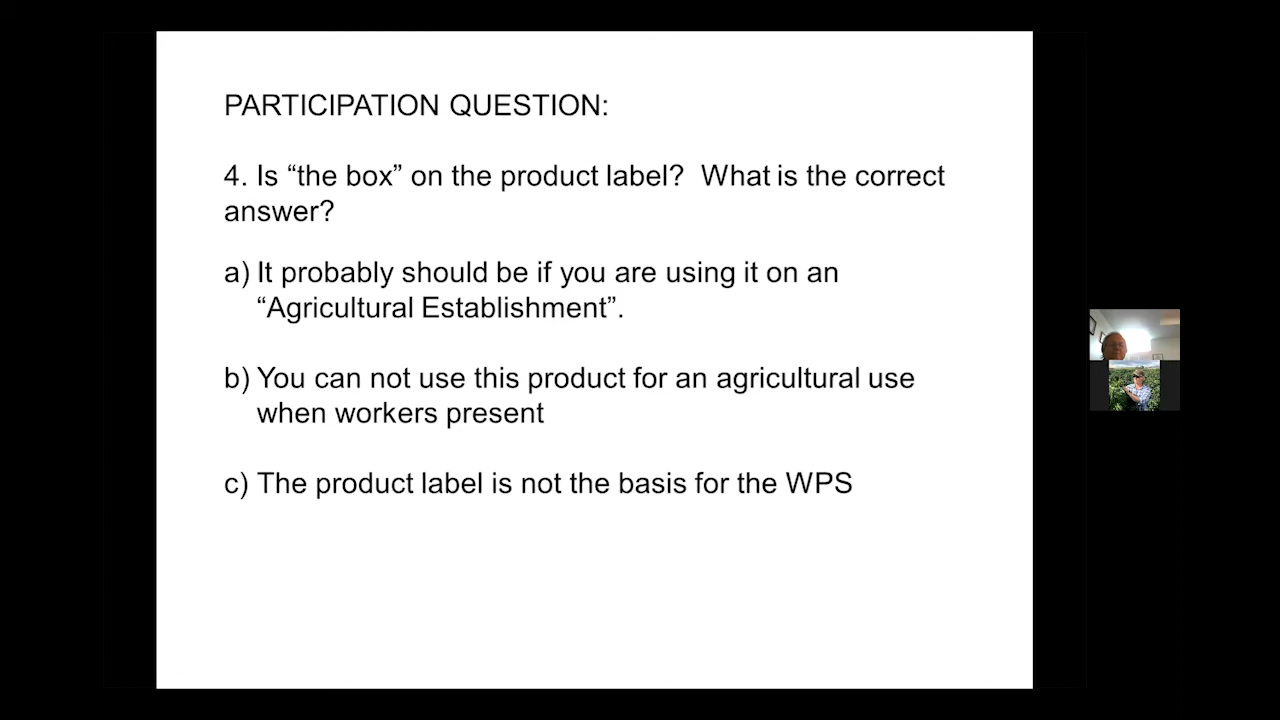 PARTICIPATION QUESTION:
4. Is “the box” on the product label?  What is the correct
answer?
a) It probably should be if you are using it on an
“Agricultural Establishment”.
b) You can not use this product for an agricultural use
when workers present
c) The product label is not the basis for the WPS